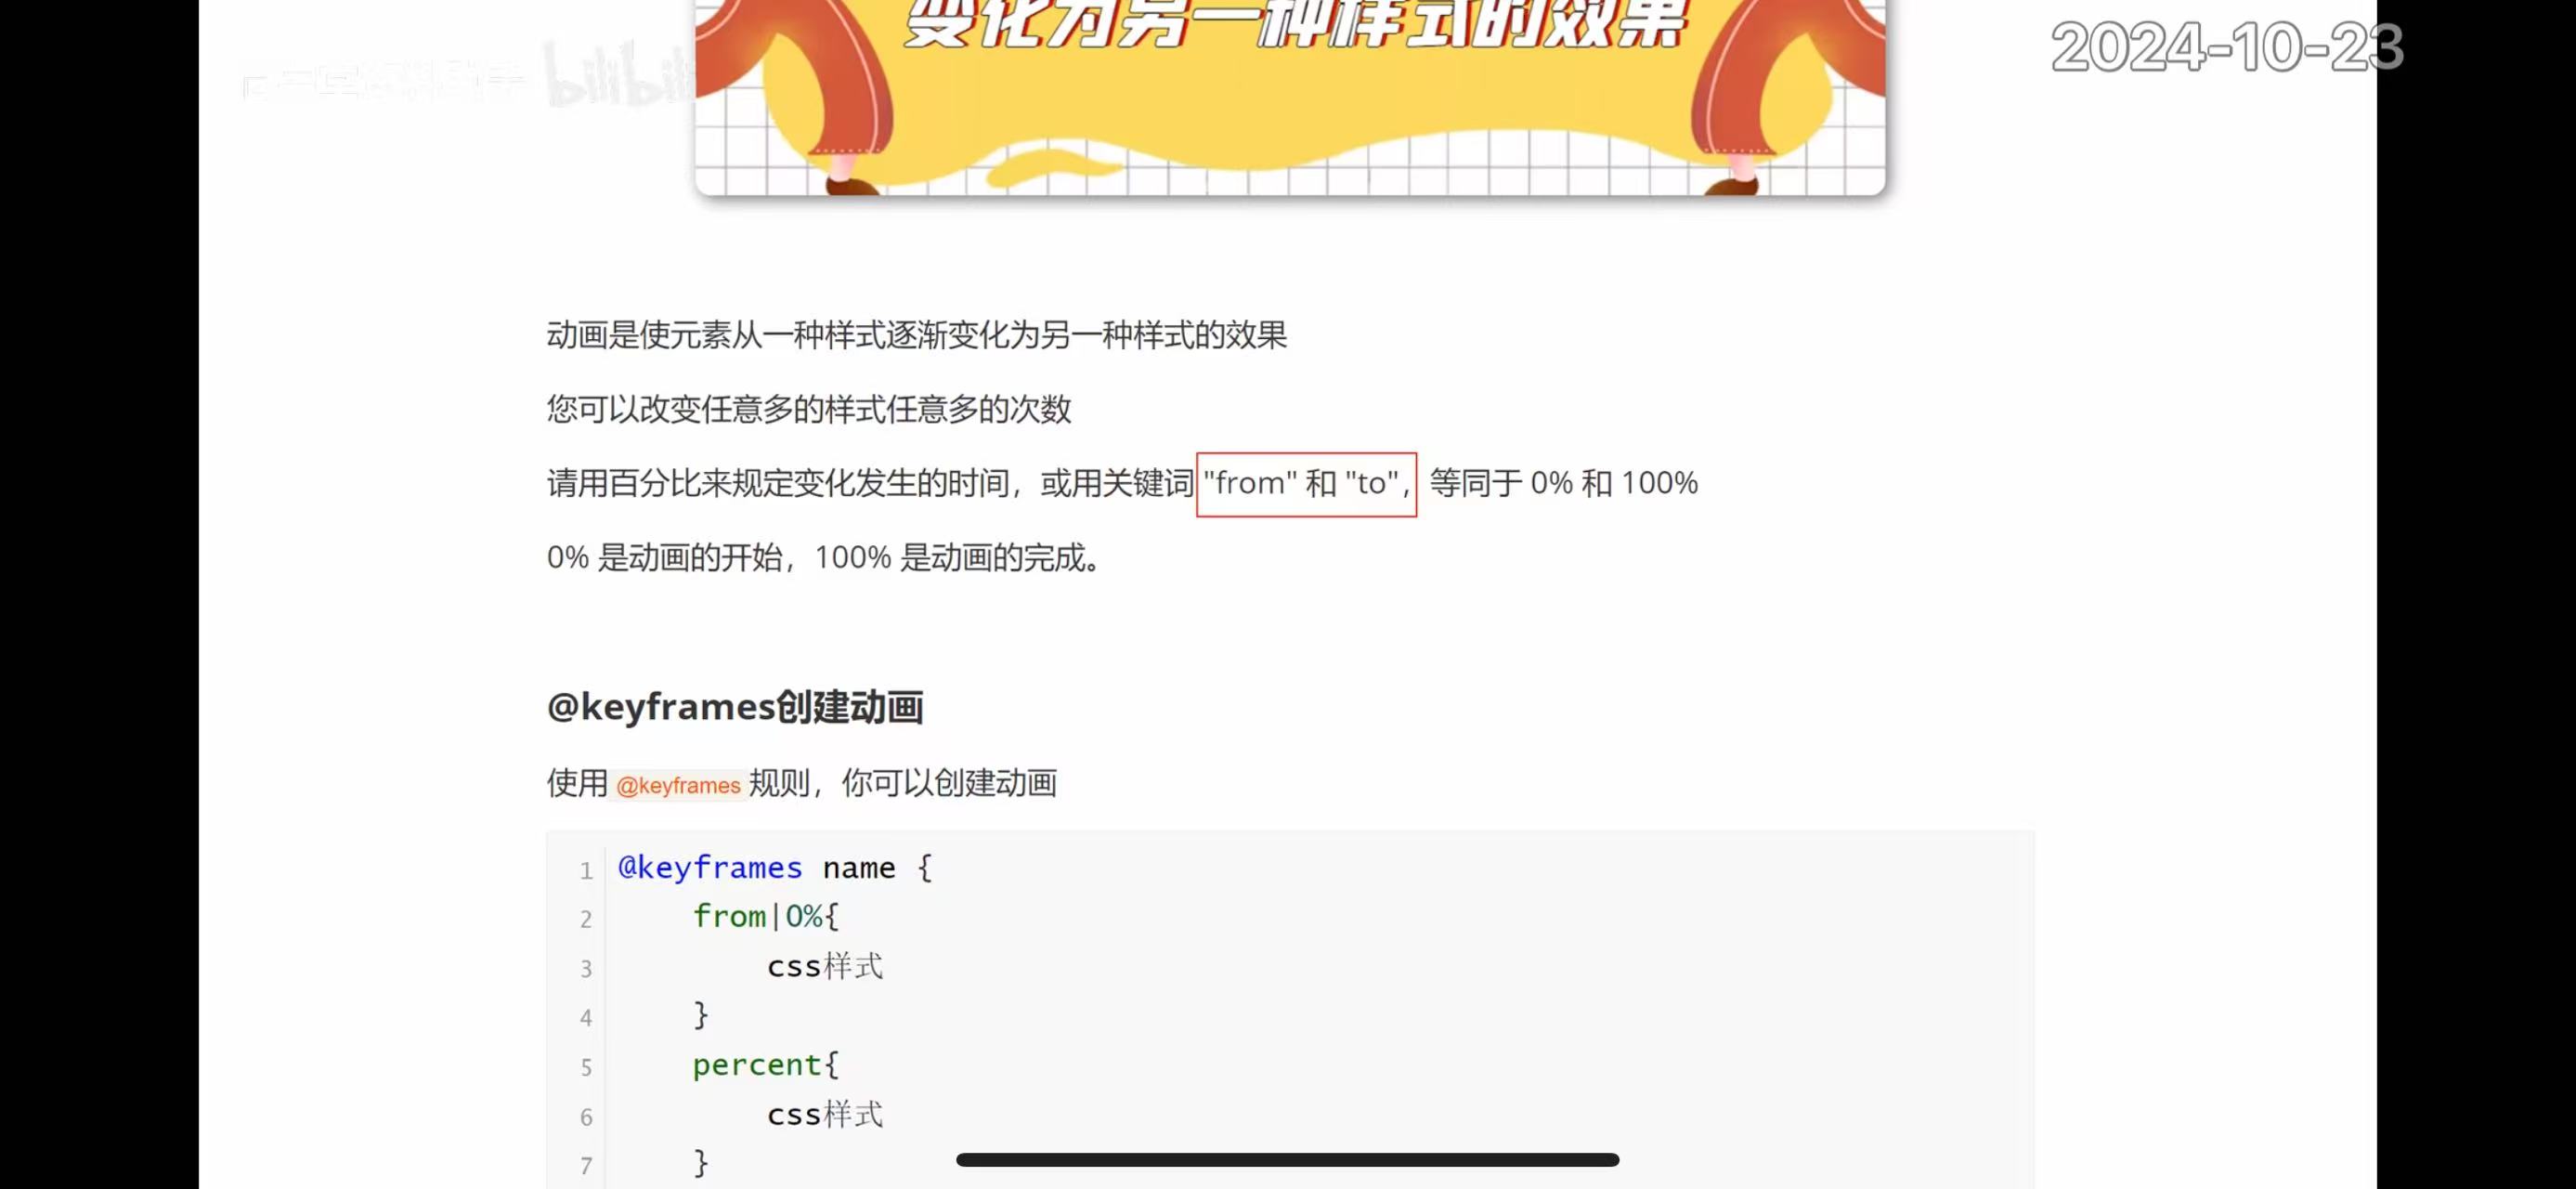 变化为另一种样式的效果
2024-10-23
bilibili
动画是使元素从一种样式逐渐变化为另一种样式的效果
您可以改变任意多的样式任意多的次数
请用百分比来规定变化发生的时间，或用关键词 "from" 和 "to"，等同于 0% 和 100%
0% 是动画的开始，100% 是动画的完成。
@keyframes创建动画
使用 @keyframes 规则，你可以创建动画
1 @keyframes name {
2 from|0%{
3 css样式
4 }
5 percent{
6 css样式
7 }